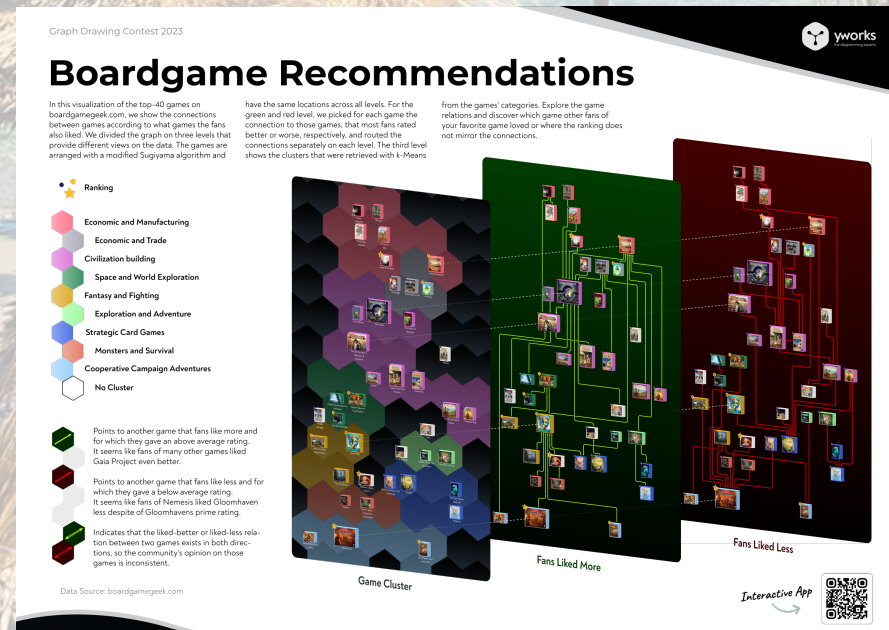 Graph Drawing Contest 2023
yworks
the diagramming experts
Boardgame Recommendations
In this visualization of the top-40 games on
boardgamegeek.com, we show the connections
between games according to what games the fans
also liked. We divided the graph on three levels that
provide different views on the data. The games are
arranged with a modified Sugiyama algorithm and
have the same locations across all levels. For the
green and red level, we picked for each game the
connection to those games, that most fans rated
better or worse, respectively, and routed the
connections separately on each level. The third level
shows the clusters that were retrieved with k-Means
from the games' categories. Explore the game
relations and discover which game other fans of
your favorite game loved or where the ranking does
not mirror the connections.
Ranking
Economic and Manufacturing
Economic and Trade
Civilization building
Space and World Exploration
Fantasy and Fighting
Exploration and Adventure
Strategic Card Games
Monsters and Survival
Cooperative Campaign Adventures
No Cluster
Points to another game that fans like more and
for which they gave an above average rating.
It seems like fans of many other games liked
Gaia Project even better.
Points to another game that fans like less and for
which they gave a below average rating.
It seems like fans of Nemesis liked Gloomhaven
less despite of Gloomhavens prime rating.
Indicates that the liked-better or liked-less rela-
tion between two games exists in both direc-
tions, so the community's opinion on those
games is inconsistent.
Data Source: boardgamegeek.com
Game Cluster
Fans Liked More
Fans Liked Less
Interactive App